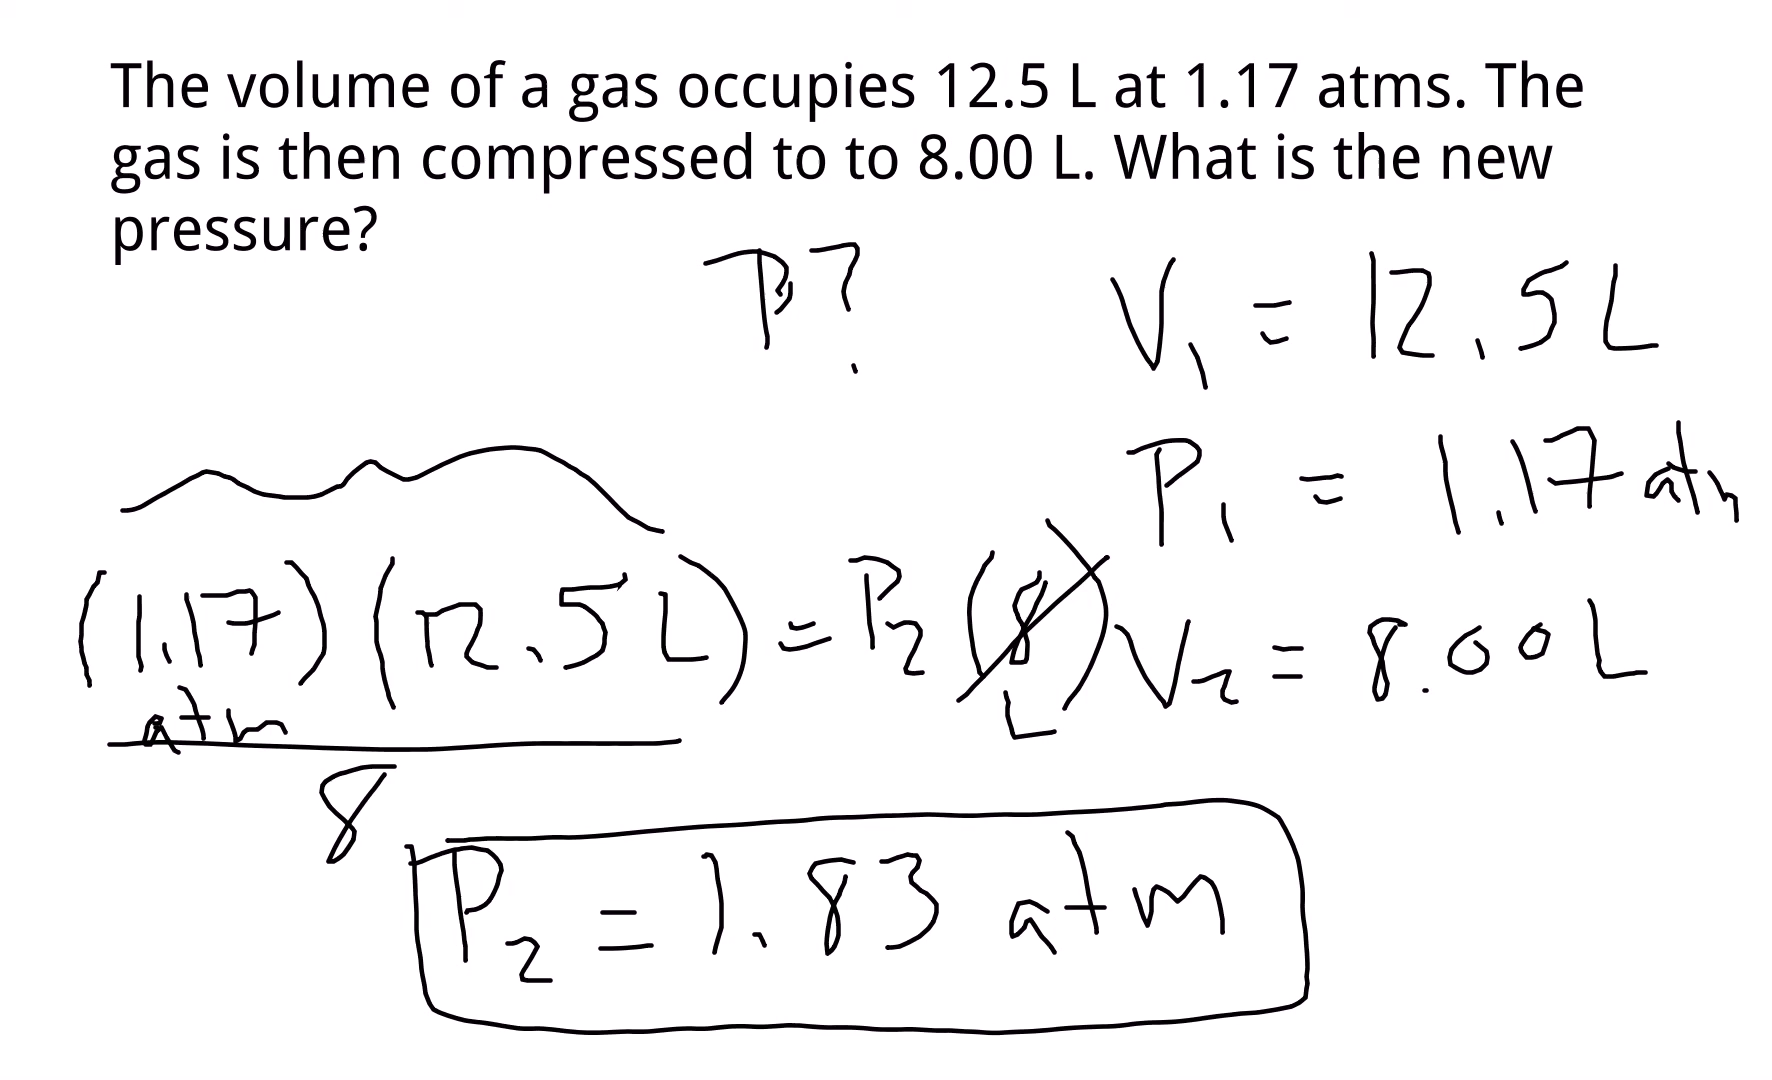 The volume of a gas occupies 12.5 L at 1.17 atms. The
gas is then compressed to to 8.00 L. What is the new
pressure?
P?
V1 = 12.5 L
P1 = 1.17 atm
(1.17)(12.5 L) = P2 (8)
atm
L
V2 = 8.00 L
8
P2 = 1.83 atm